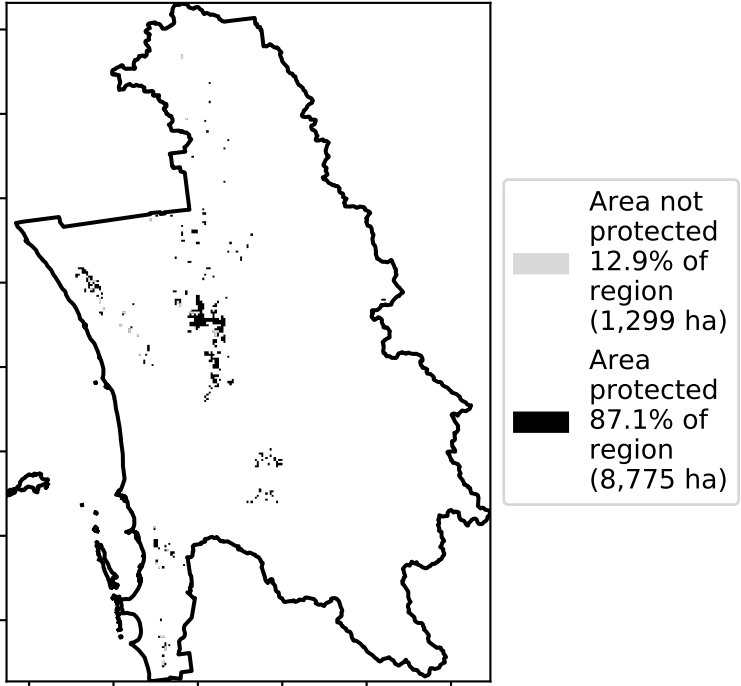 Area not
protected
12.9% of
region
(1,299 ha)
Area
protected
87.1% of
region
(8,775 ha)